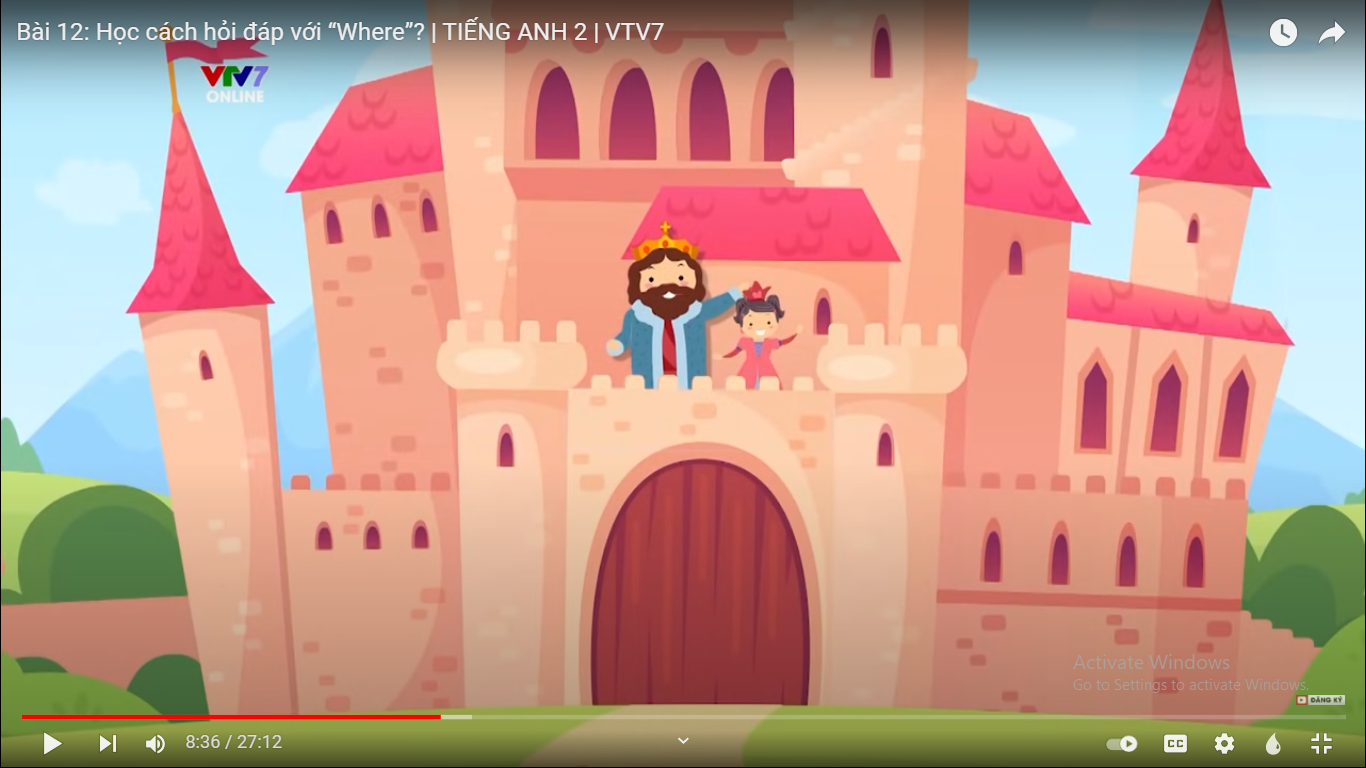 Bài 12: Học cách hỏi đáp với “Where”? | TIẾNG ANH 2 | VTV7
VTV7
ONLINE
Activate Windows
Go to Settings to activate Windows.
ĐĂNG KÝ
8:36 / 27:12
CC